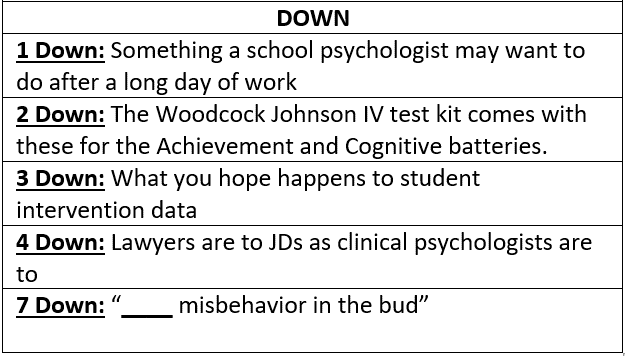 DOWN
1 Down: Something a school psychologist may want to
do after a long day of work
2 Down: The Woodcock Johnson IV test kit comes with
these for the Achievement and Cognitive batteries.
3 Down: What you hope happens to student
intervention data
4 Down: Lawyers are to JDs as clinical psychologists are
to
7 Down: “____ misbehavior in the bud”